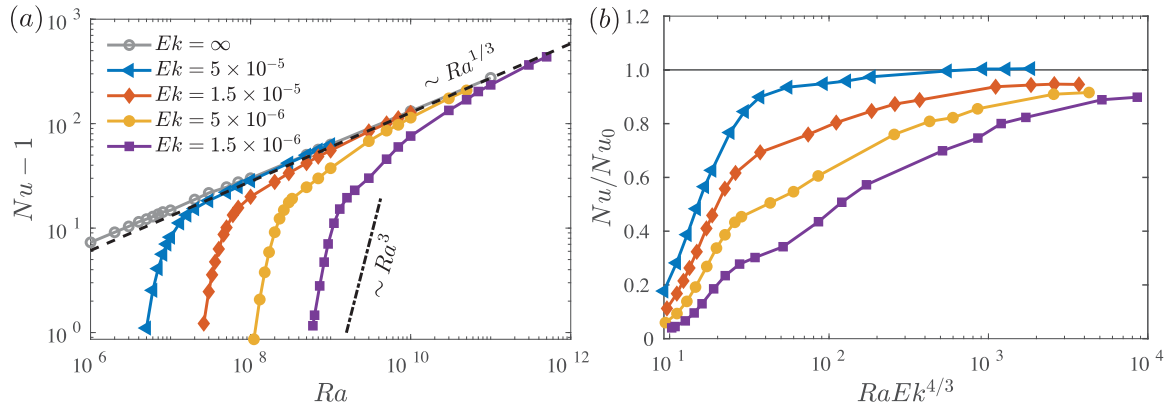 (a)
10^3
10^2
10^1
10^0
Nu − 1
Ek = ∞
Ek = 5 × 10^-5
Ek = 1.5 × 10^-5
Ek = 5 × 10^-6
Ek = 1.5 × 10^-6
~ Ra^1/3
~ Ra^3
10^6 10^8 10^10 10^12
Ra
(b)
1.0
0.8
0.6
0.4
0.2
0
Nu/Nu_0
10^1 10^2 10^3 10^4
RaEk^4/3